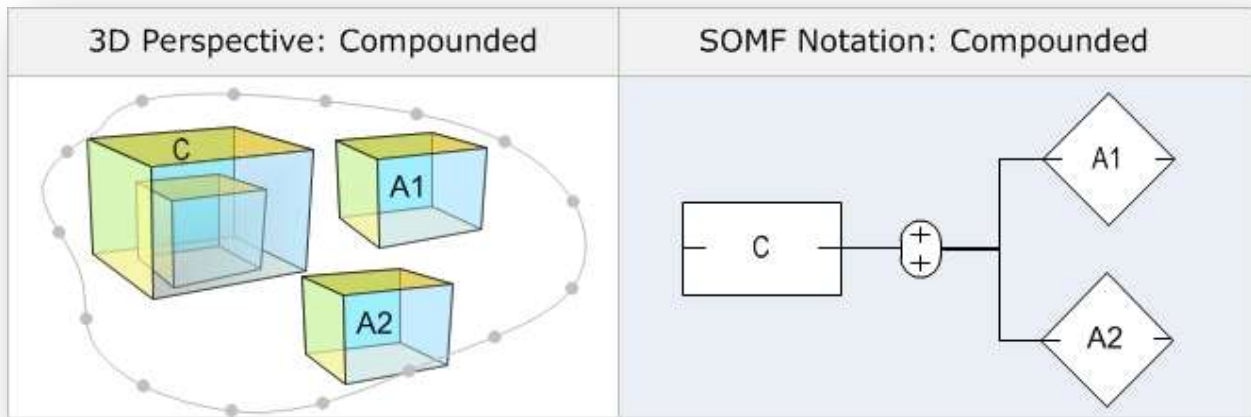 3D Perspective: Compounded
SOMF Notation: Compounded
C
A1
A2
C
+
+
A1
A2